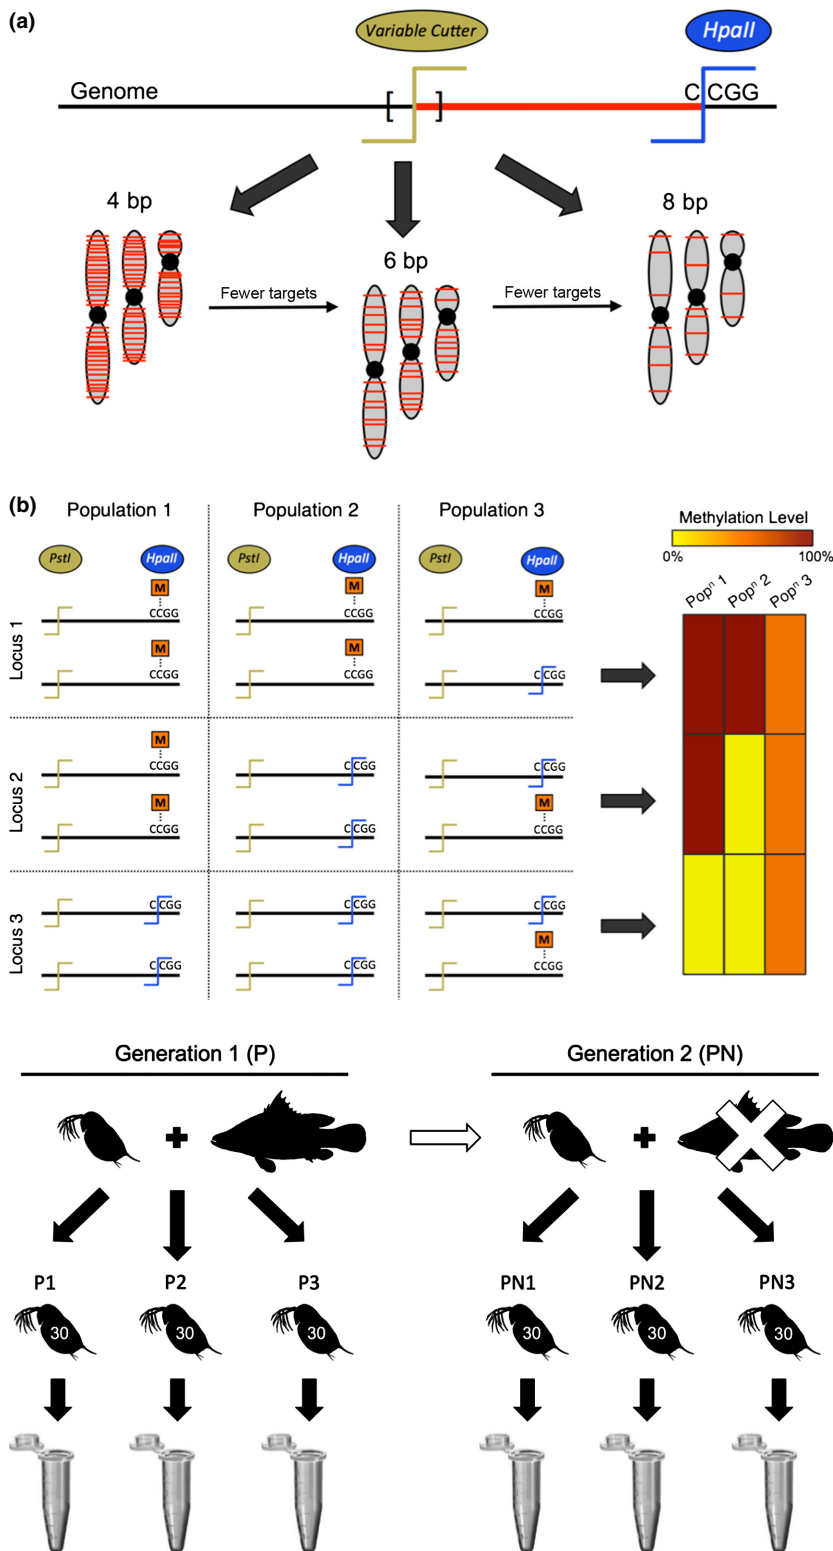 (a)
Variable Cutter
HpaII
Genome
[ ]
C CCGG
4 bp
8 bp
6 bp
Fewer targets
Fewer targets
(b)
Population 1
Population 2
Population 3
Methylation Level
0%
100%
Popⁿ 1
Popⁿ 2
Popⁿ 3
PstI
HpaII
PstI
HpaII
PstI
HpaII
Locus 1
M
M
M
CCGG
CCGG
CCGG
M
M
CCGG
CCGG
C CGG
Locus 2
M
CCGG
C CGG
C CGG
M
M
CCGG
C CGG
CCGG
Locus 3
C CGG
C CGG
C CGG
M
C CGG
C CGG
CCGG
Generation 1 (P)
Generation 2 (PN)
P1
P2
P3
PN1
PN2
PN3
30
30
30
30
30
30